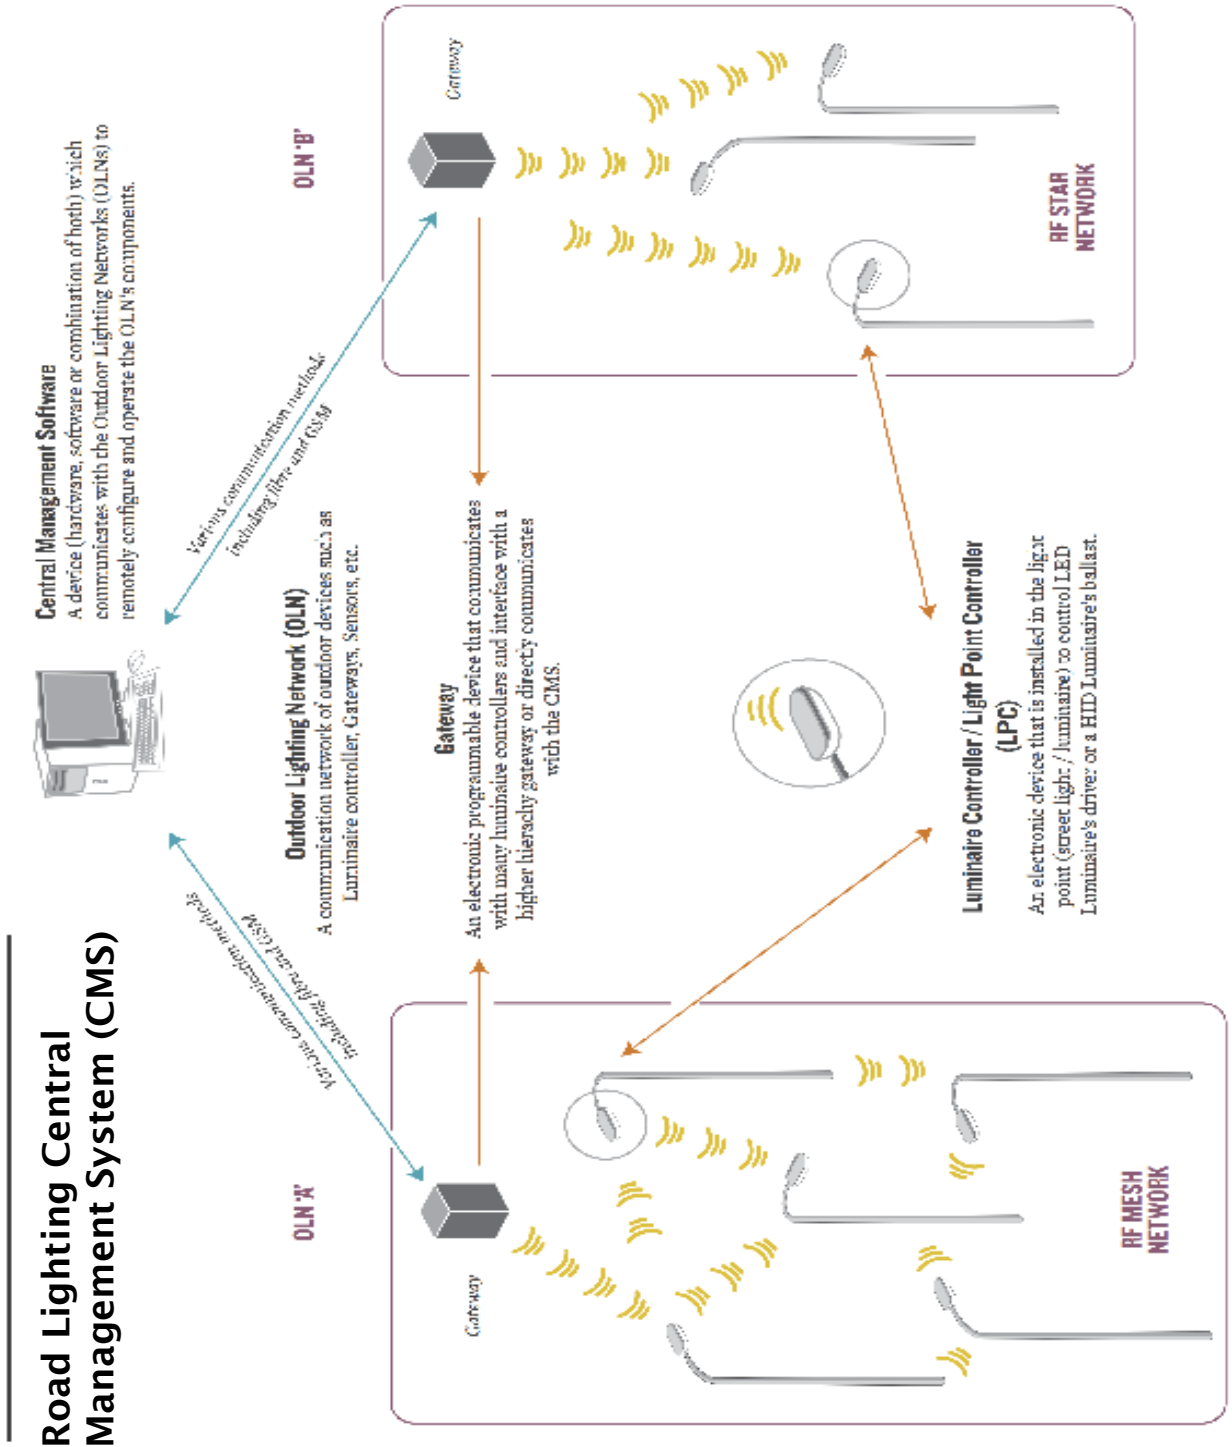 Road Lighting Central
Management System (CMS)
Central Management Software
A device (hardware, software or combination of both) which
communicates with the Outdoor Lighting Networks (OLNs) to
remotely configure and operate the OLN's components.
Various communication methods
including fibre and GSM
Various communication methods
including fibre and GSM
OLN 'A'
Outdoor Lighting Network (OLN)
A communication network of outdoor devices such as
Luminaire controller, Gateways, Sensors, etc.
OLN 'B'
Gateway
Gateway
An electronic programmable device that communicates
with many luminaire controllers and interface with a
higher hierachy gateway or directly communicates
with the CMS.
Gateway
Luminaire Controller / Light Point Controller
(LPC)
An electronic device that is installed in the light
point (street light / luminaire) to control LED
Luminaire's driver or a HID Luminaire's ballast.
RF MESH
NETWORK
RF STAR
NETWORK